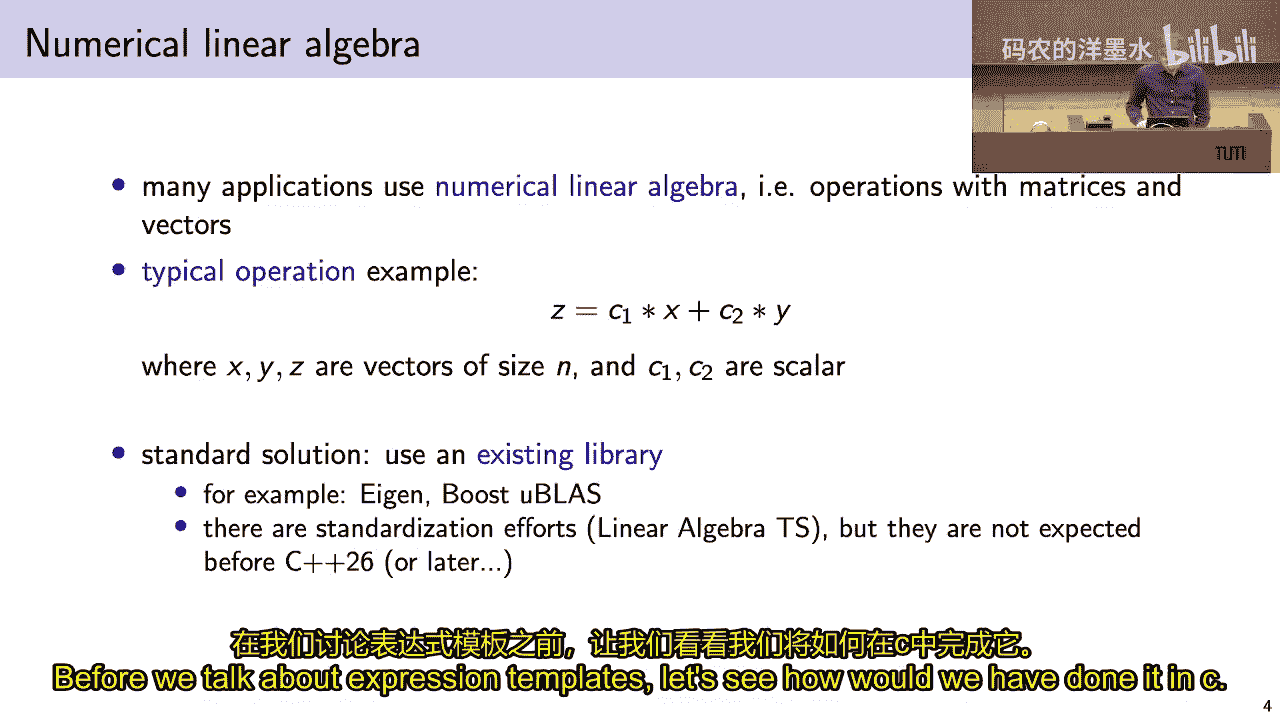 Numerical linear algebra
码农的洋墨水 bilibili
TUM
• many applications use numerical linear algebra, i.e. operations with matrices and
vectors
• typical operation example:
z = c₁ ∗ x + c₂ ∗ y
where x, y, z are vectors of size n, and c₁, c₂ are scalar
• standard solution: use an existing library
• for example: Eigen, Boost uBLAS
• there are standardization efforts (Linear Algebra TS), but they are not expected
before C++26 (or later...)
在我们讨论表达式模板之前，让我们看看我们将如何在c中完成它。
Before we talk about expression templates, let's see how would we have done it in c.
4